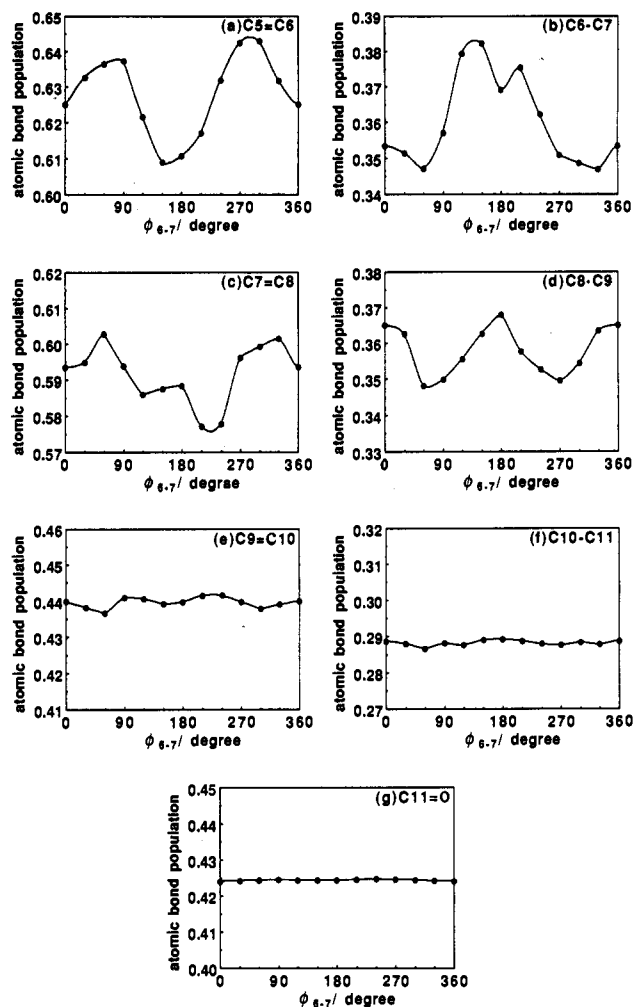 (a)C5=C6
atomic bond population
0.65
0.64
0.63
0.62
0.61
0.60
0 90 180 270 360
ϕ6-7/ degree
(b)C6-C7
atomic bond population
0.39
0.38
0.37
0.36
0.35
0.34
0 90 180 270 360
ϕ6-7/ degree
(c)C7=C8
atomic bond population
0.62
0.61
0.60
0.59
0.58
0.57
0 90 180 270 360
ϕ6-7/ degree
(d)C8-C9
atomic bond population
0.38
0.37
0.36
0.35
0.34
0.33
0 90 180 270 360
ϕ6-7/ degree
(e)C9=C10
atomic bond population
0.46
0.45
0.44
0.43
0.42
0.41
0 90 180 270 360
ϕ6-7/ degree
(f)C10-C11
atomic bond population
0.32
0.31
0.30
0.29
0.28
0.27
0 90 180 270 360
ϕ6-7/ degree
(g)C11=O
atomic bond population
0.45
0.44
0.43
0.42
0.41
0.40
0 90 180 270 360
ϕ6-7/ degree